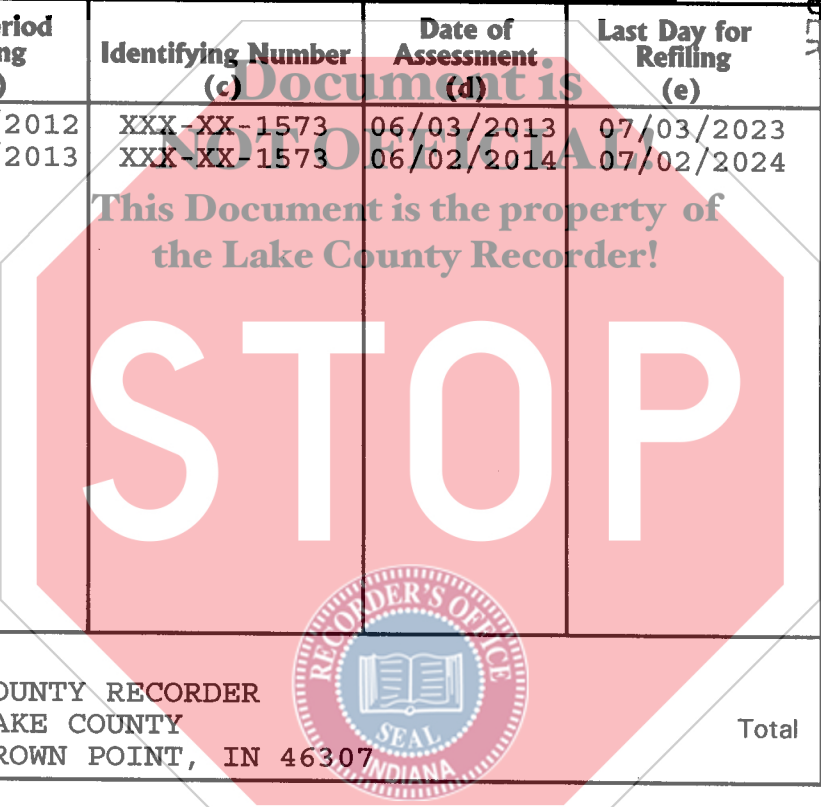 Date of Last Day for
Identifying Number Assessment Refiling
(c) (d) (e)
Document is
2012 XXX-XX-1573 06/03/2013 07/03/2023
NOT OFFICIAL!
2013 XXX-XX-1573 06/02/2014 07/02/2024
This Document is the property of
the Lake County Recorder!
STOP
RECORDER'S OFFICE
SEAL
INDIANA
OUNTY RECORDER
AKE COUNTY
Total
ROWN POINT, IN 46307